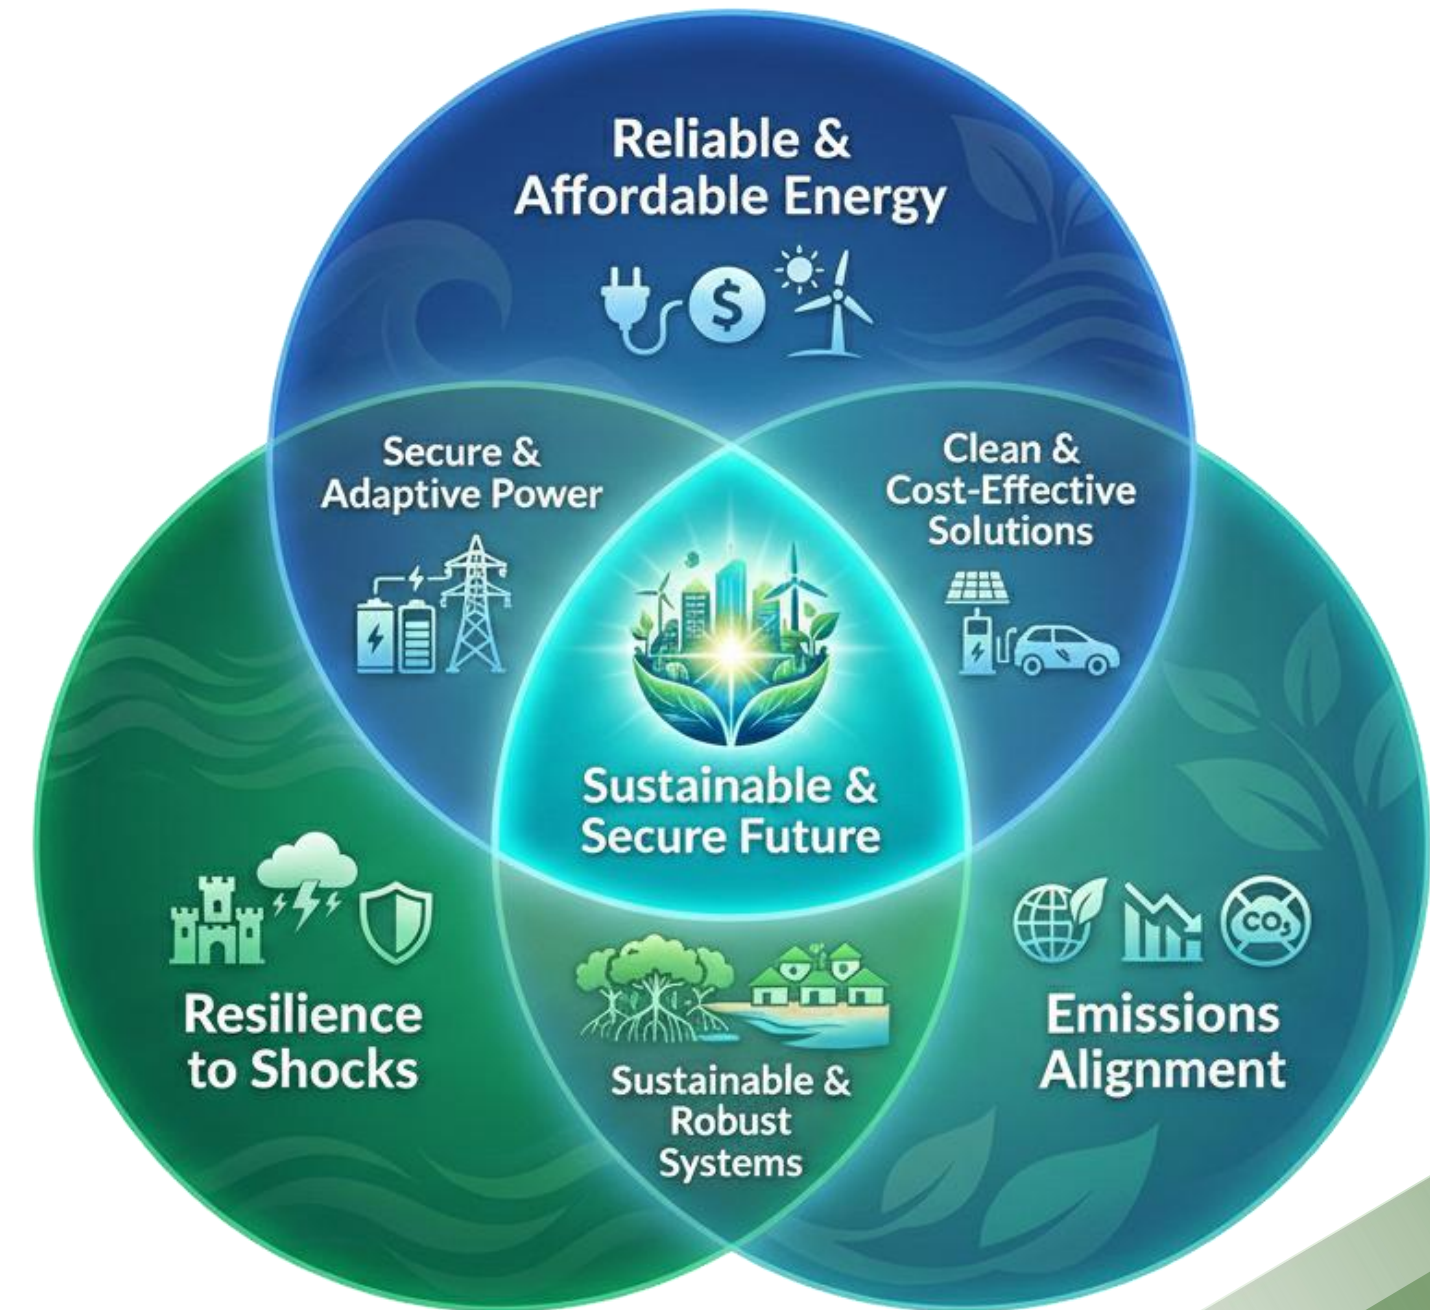 Reliable &
Affordable Energy
$
Secure &
Adaptive Power
Clean &
Cost-Effective
Solutions
Sustainable &
Secure Future
CO₃
Resilience
to Shocks
Emissions
Alignment
Sustainable &
Robust
Systems